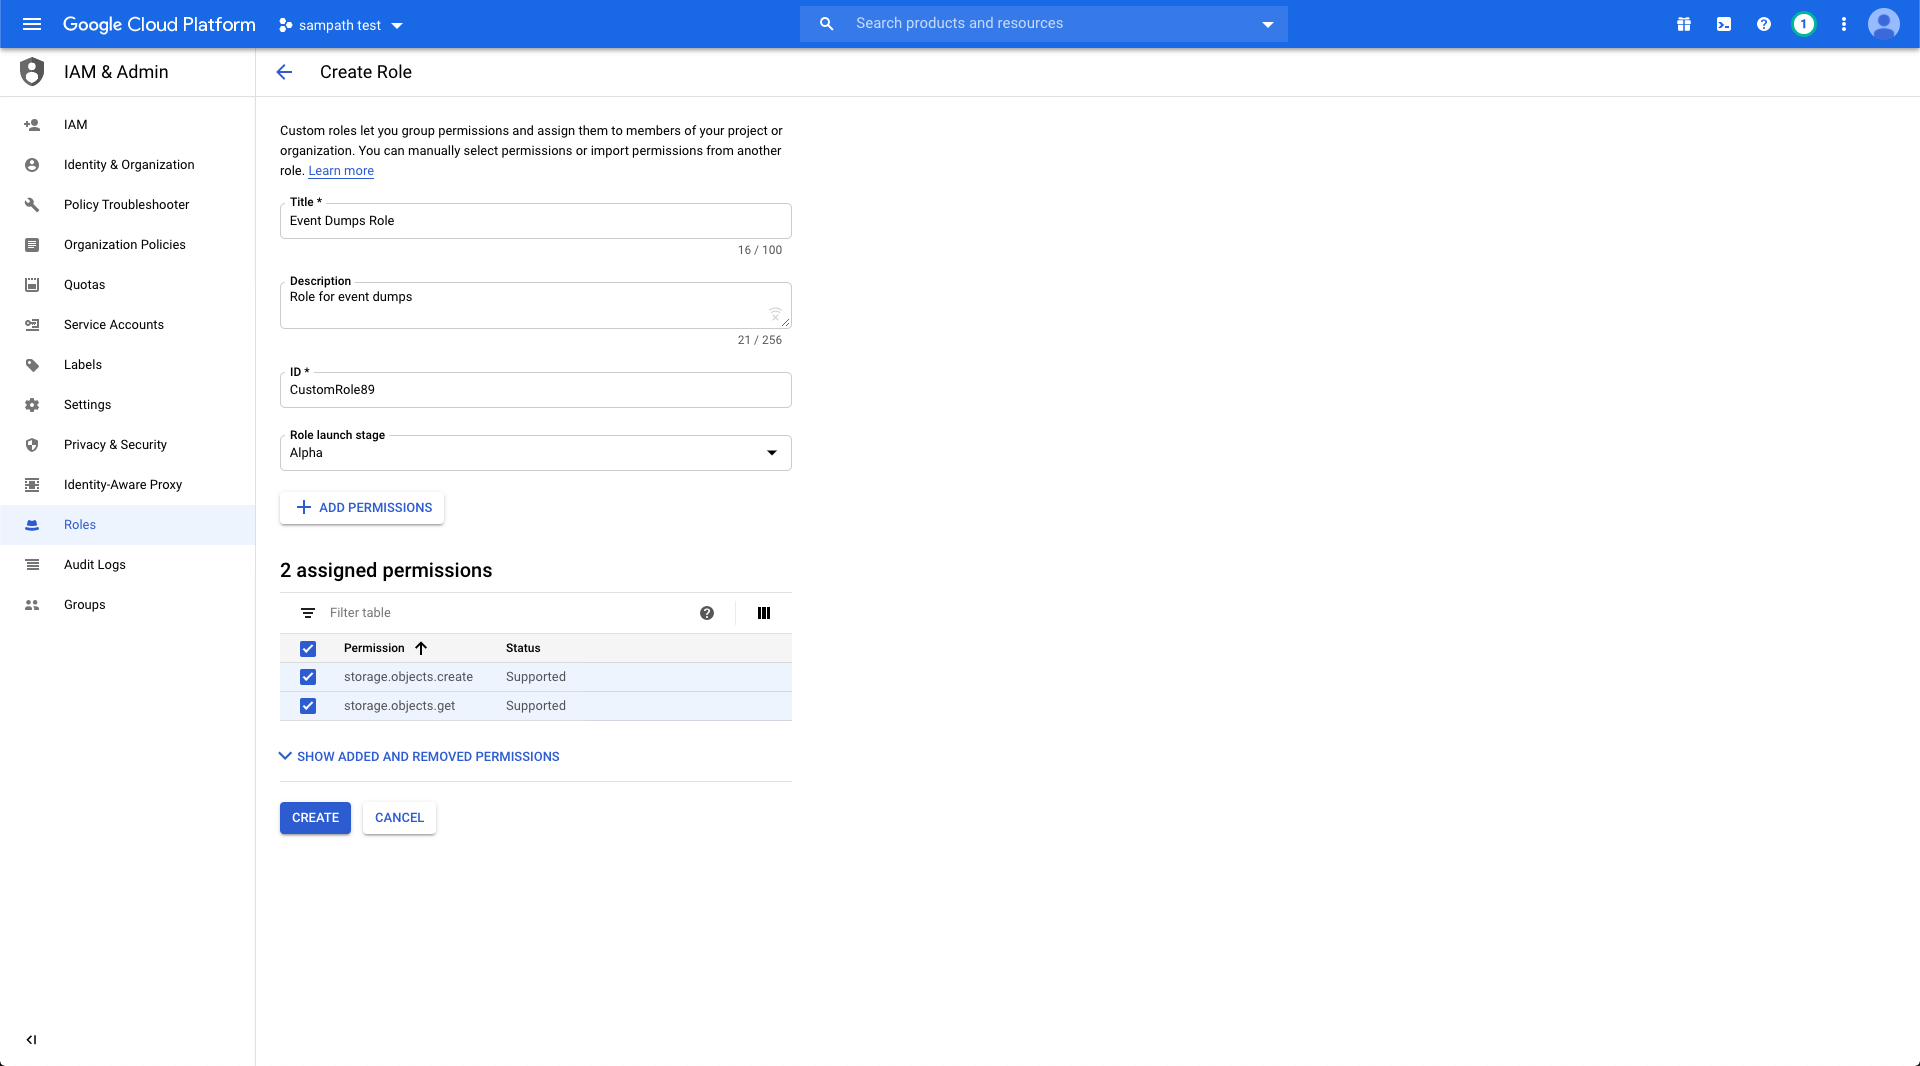 Google Cloud Platform
sampath test
Search products and resources
1
IAM & Admin
Create Role
IAM
Identity & Organization
Policy Troubleshooter
Organization Policies
Quotas
Service Accounts
Labels
Settings
Privacy & Security
Identity-Aware Proxy
Roles
Audit Logs
Groups
Custom roles let you group permissions and assign them to members of your project or
organization. You can manually select permissions or import permissions from another
role. Learn more
Title *
Event Dumps Role
16 / 100
Description
Role for event dumps
21 / 256
ID *
CustomRole89
Role launch stage
Alpha
ADD PERMISSIONS
2 assigned permissions
Filter table
Permission Status
storage.objects.create Supported
storage.objects.get Supported
SHOW ADDED AND REMOVED PERMISSIONS
CREATE CANCEL